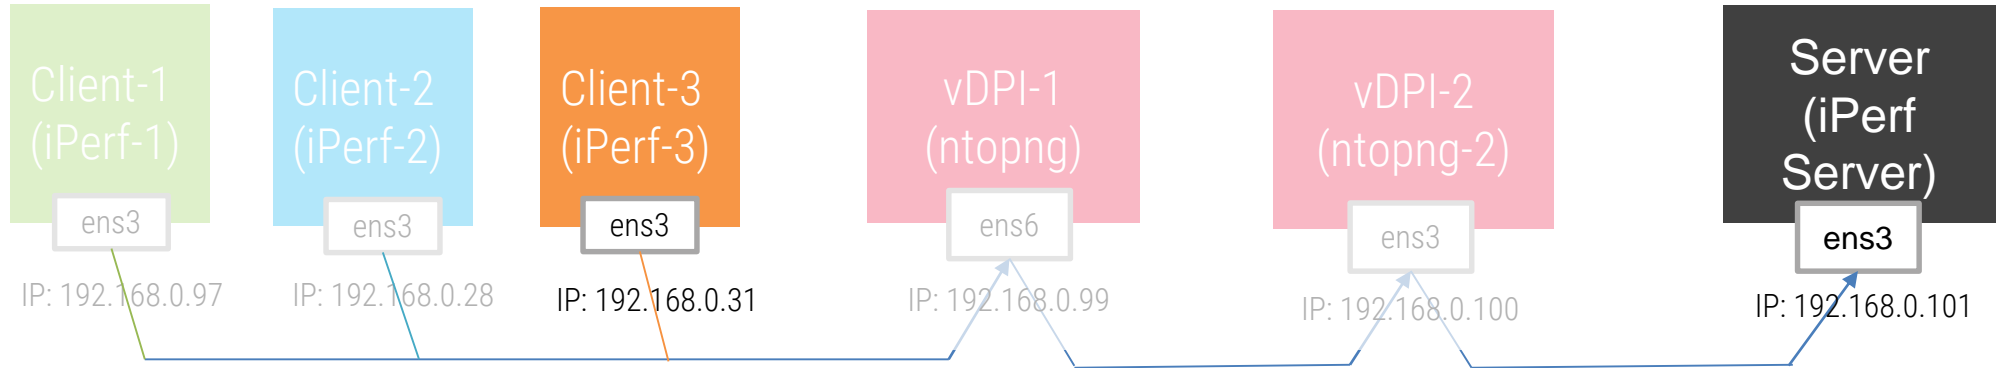 Client-1
(iPerf-1)
ens3
IP: 192.168.0.97
Client-2
(iPerf-2)
ens3
IP: 192.168.0.28
Client-3
(iPerf-3)
ens3
IP: 192.168.0.31
vDPI-1
(ntopng)
ens6
IP: 192.168.0.99
vDPI-2
(ntopng-2)
ens3
IP: 192.168.0.100
Server
(iPerf
Server)
ens3
IP: 192.168.0.101